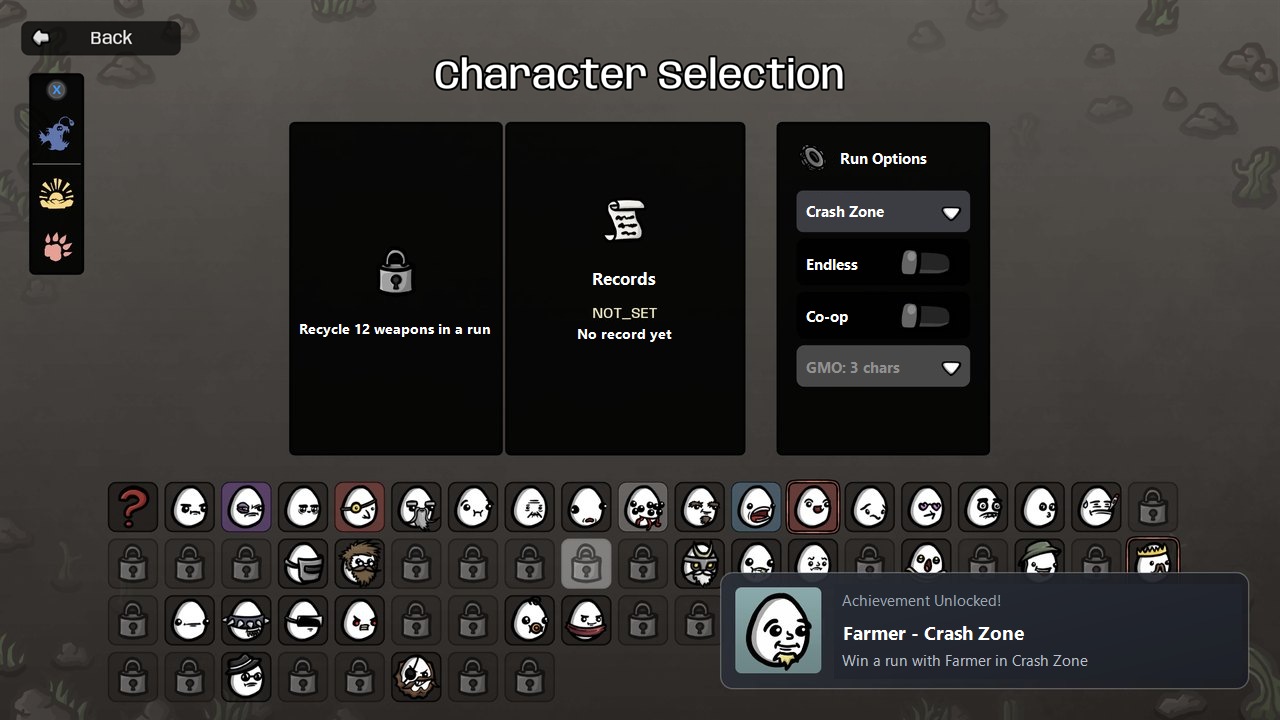 Back
Character Selection
X
Recycle 12 weapons in a run
Records
NOT_SET
No record yet
Run Options
Crash Zone
Endless
Co-op
GMO: 3 chars
?
Achievement Unlocked!
Farmer - Crash Zone
Win a run with Farmer in Crash Zone